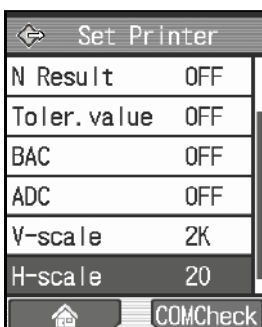 Set Printer
N Result OFF
Toler.value OFF
BAC OFF
ADC OFF
V-scale 2K
H-scale 20
COMCheck